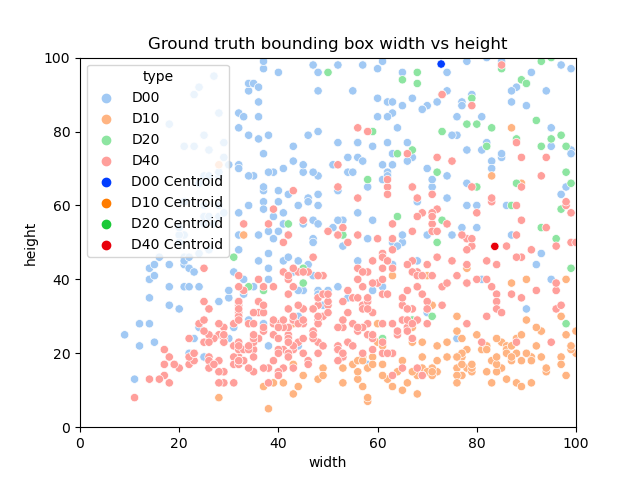 Ground truth bounding box width vs height
type
D00
D10
D20
D40
D00 Centroid
D10 Centroid
D20 Centroid
D40 Centroid
height
100
80
60
40
20
0
0 20 40 60 80 100
width